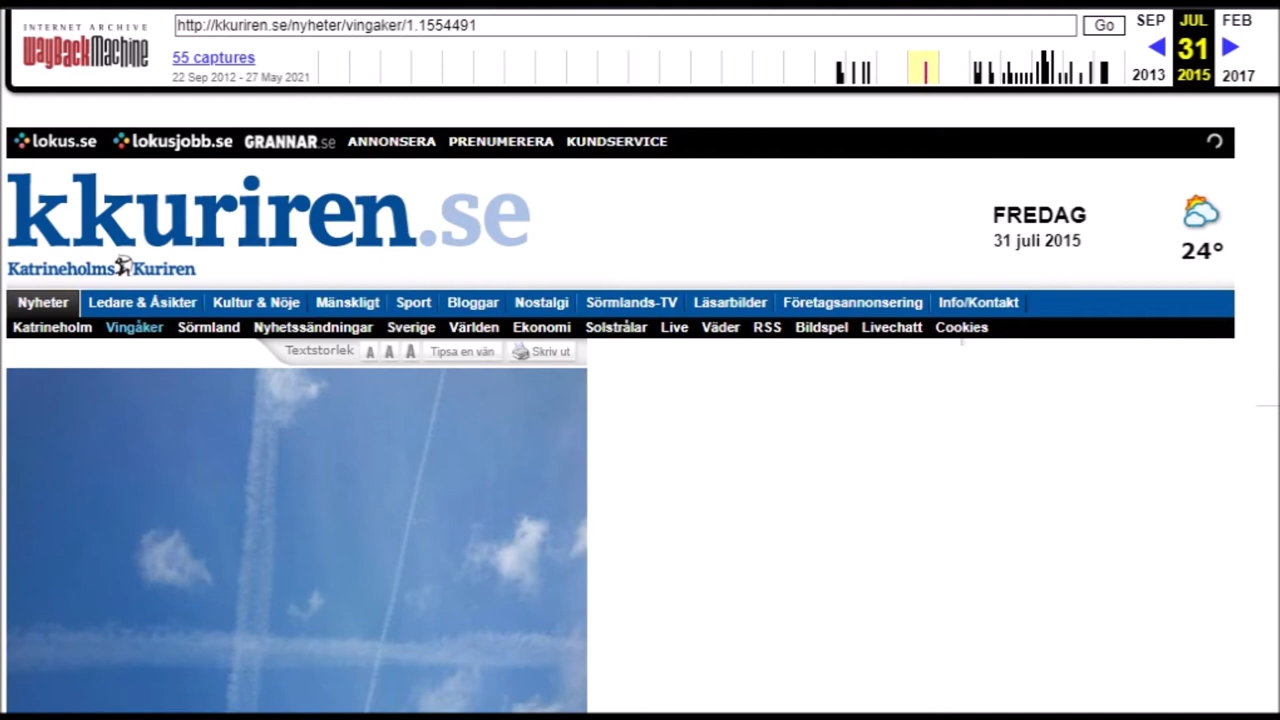 INTERNET ARCHIVE
WayBackMachine
http://kkuriren.se/nyheter/vingaker/1.1554491
Go
SEP JUL FEB
55 captures
31
22 Sep 2012 - 27 May 2021
2013 2015 2017
lokus.se lokusjobb.se GRANNAR.se ANNONSERA PRENUMERERA KUNDSERVICE
kkuriren.se
Katrineholms Kuriren
FREDAG
31 juli 2015
24°
Nyheter Ledare & Åsikter Kultur & Nöje Mänskligt Sport Bloggar Nostalgi Sörmlands-TV Läsarbilder Företagsannonsering Info/Kontakt
Katrineholm Vingåker Sörmland Nyhetssändningar Sverige Världen Ekonomi Solstrålar Live Väder RSS Bildspel Livechatt Cookies
Textstorlek A A A Tipsa en vän Skriv ut